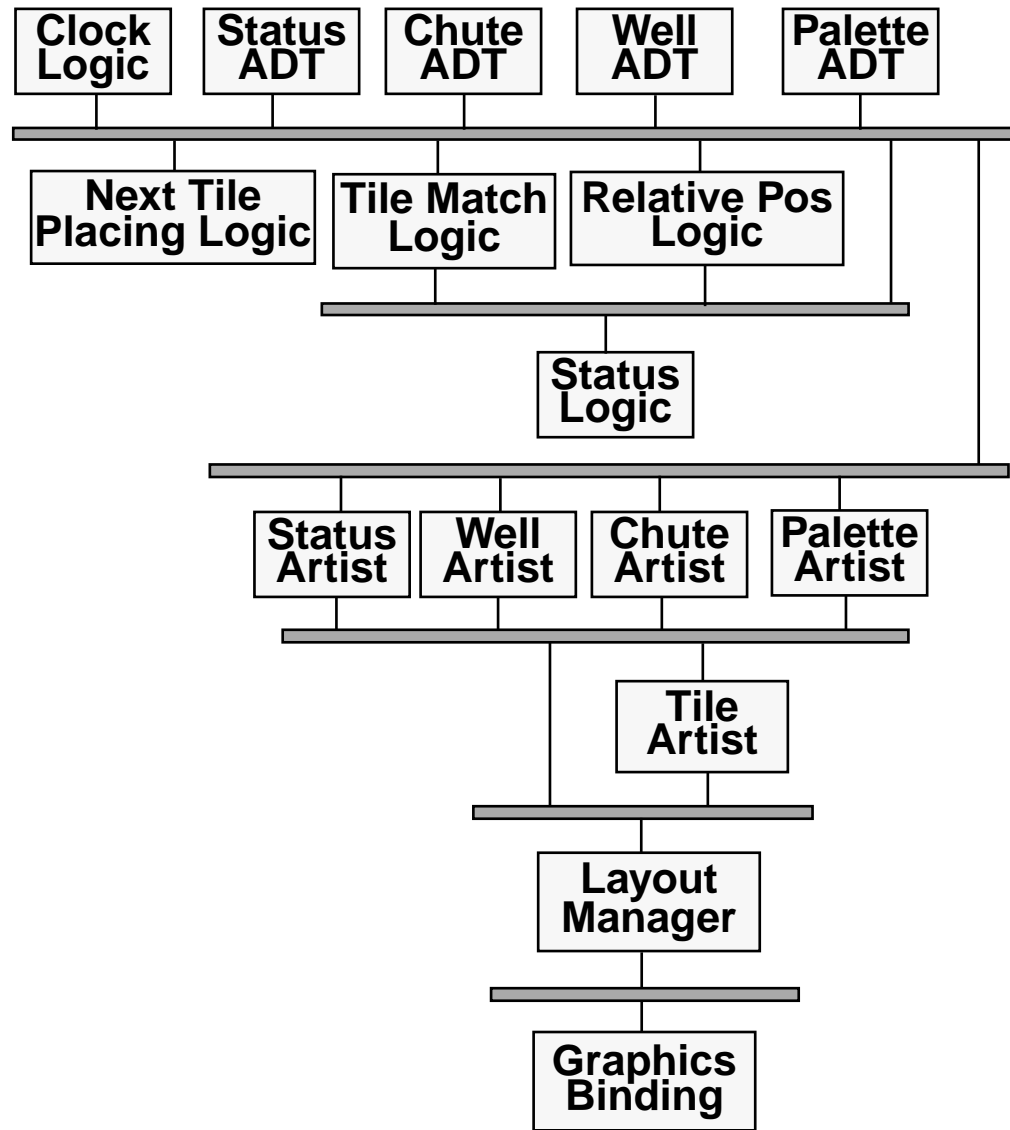 Clock
Logic
Status
ADT
Chute
ADT
Well
ADT
Palette
ADT
Next Tile
Placing Logic
Tile Match
Logic
Relative Pos
Logic
Status
Logic
Status
Artist
Well
Artist
Chute
Artist
Palette
Artist
Tile
Artist
Layout
Manager
Graphics
Binding